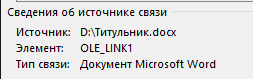 Сведения об источнике связи
Источник: D:\Титульник.docx
Элемент: OLE_LINK1
Тип связи: Документ Microsoft Word